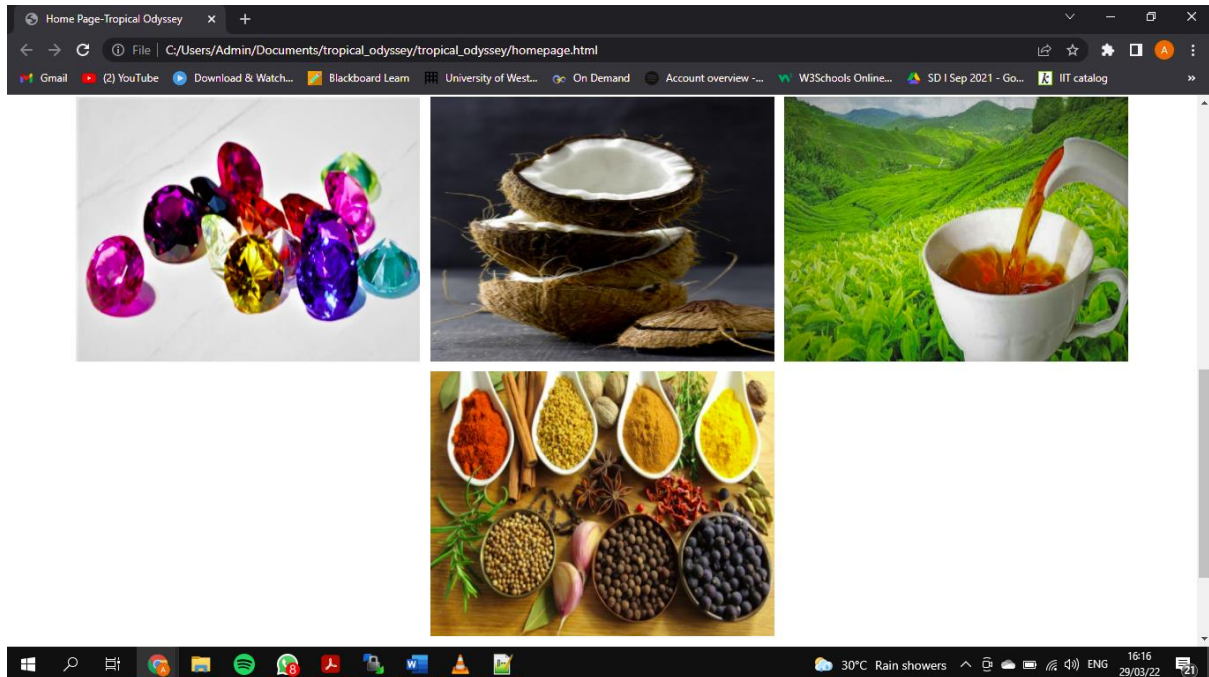 Home Page-Tropical Odyssey
File | C:/Users/Admin/Documents/tropical_odyssey/tropical_odyssey/homepage.html
A
Gmail (2) YouTube Download & Watch... Blackboard Learn University of West... On Demand Account overview -... W3Schools Online... SD I Sep 2021 - Go... IIT catalog »
8 W 30°C Rain showers ENG 16:16
29/03/22 21